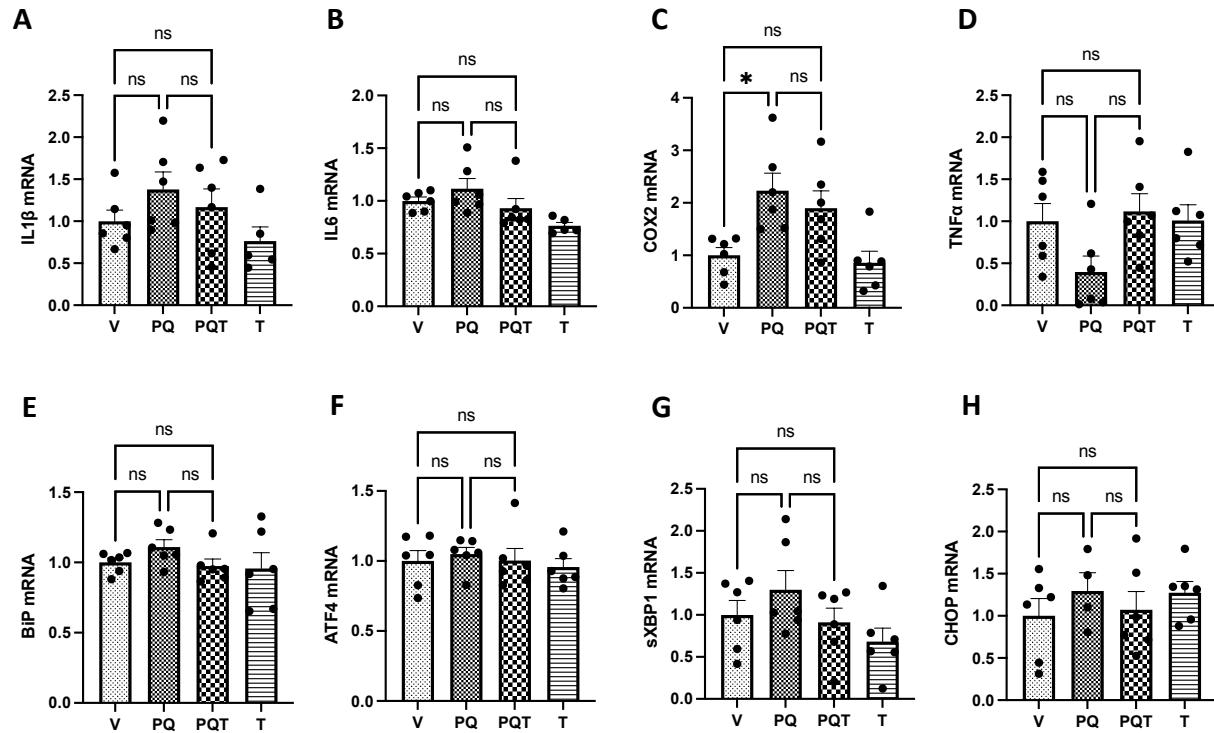 A
ns
ns ns
IL1β mRNA
2.5
2.0
1.5
1.0
0.5
0.0
V PQ PQT T
B
ns
ns ns
IL6 mRNA
2.0
1.5
1.0
0.5
0.0
V PQ PQT T
C
ns
* ns
COX2 mRNA
4
3
2
1
0
V PQ PQT T
D
ns
ns ns
TNFα mRNA
2.5
2.0
1.5
1.0
0.5
0.0
V PQ PQT T
E
ns
ns ns
BiP mRNA
1.5
1.0
0.5
0.0
V PQ PQT T
F
ns
ns ns
ATF4 mRNA
1.5
1.0
0.5
0.0
V PQ PQT T
G
ns
ns ns
sXBP1 mRNA
2.5
2.0
1.5
1.0
0.5
0.0
V PQ PQT T
H
ns
ns ns
CHOP mRNA
2.5
2.0
1.5
1.0
0.5
0.0
V PQ PQT T